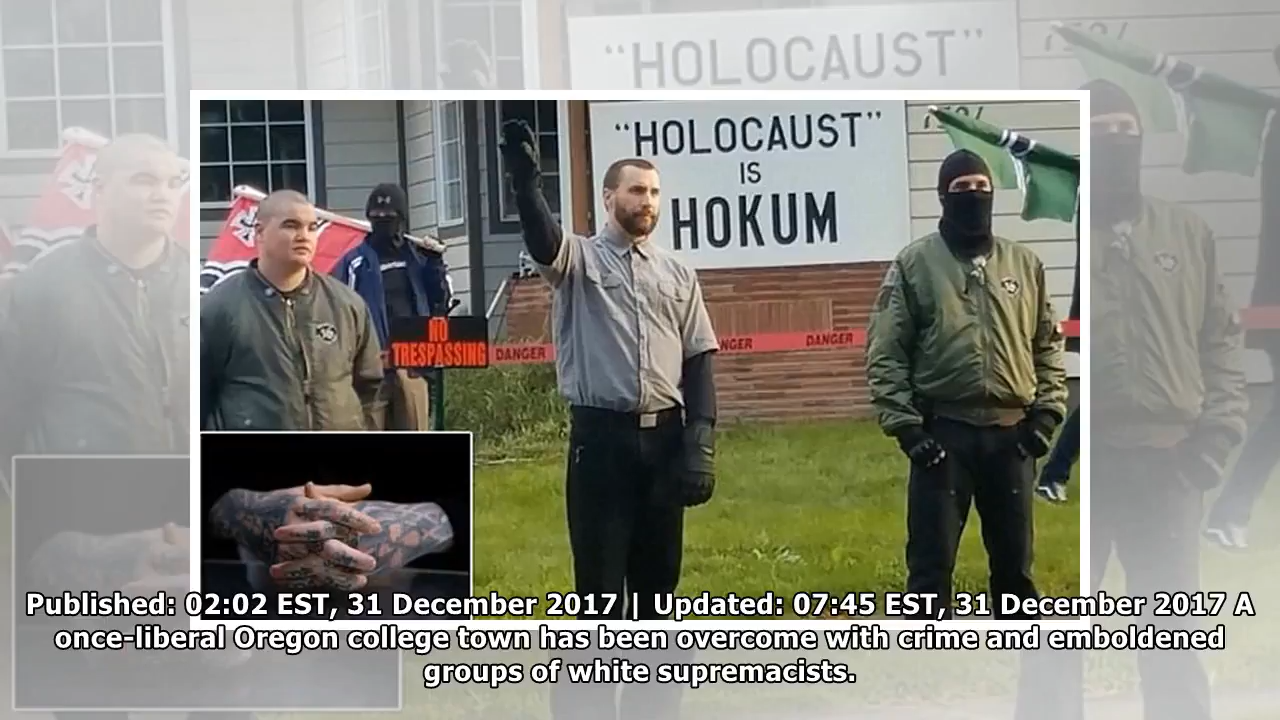 "HOLOCAUST"
"HOLOCAUST"
IS
HOKUM
NO
TRESPASSING
DANGER
NGER
DANGER
Published: 02:02 EST, 31 December 2017 | Updated: 07:45 EST, 31 December 2017 A
once-liberal Oregon college town has been overcome with crime and emboldened
groups of white supremacists.